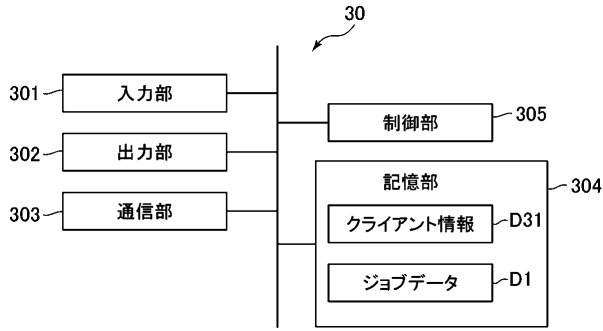 30
301
入力部
302
出力部
303
通信部
制御部
305
記憶部
304
クライアント情報
D31
ジョブデータ
D1